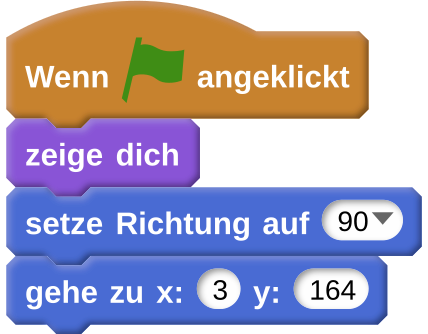 Wenn angeklickt
zeige dich
setze Richtung auf 90
gehe zu x: 3 y: 164